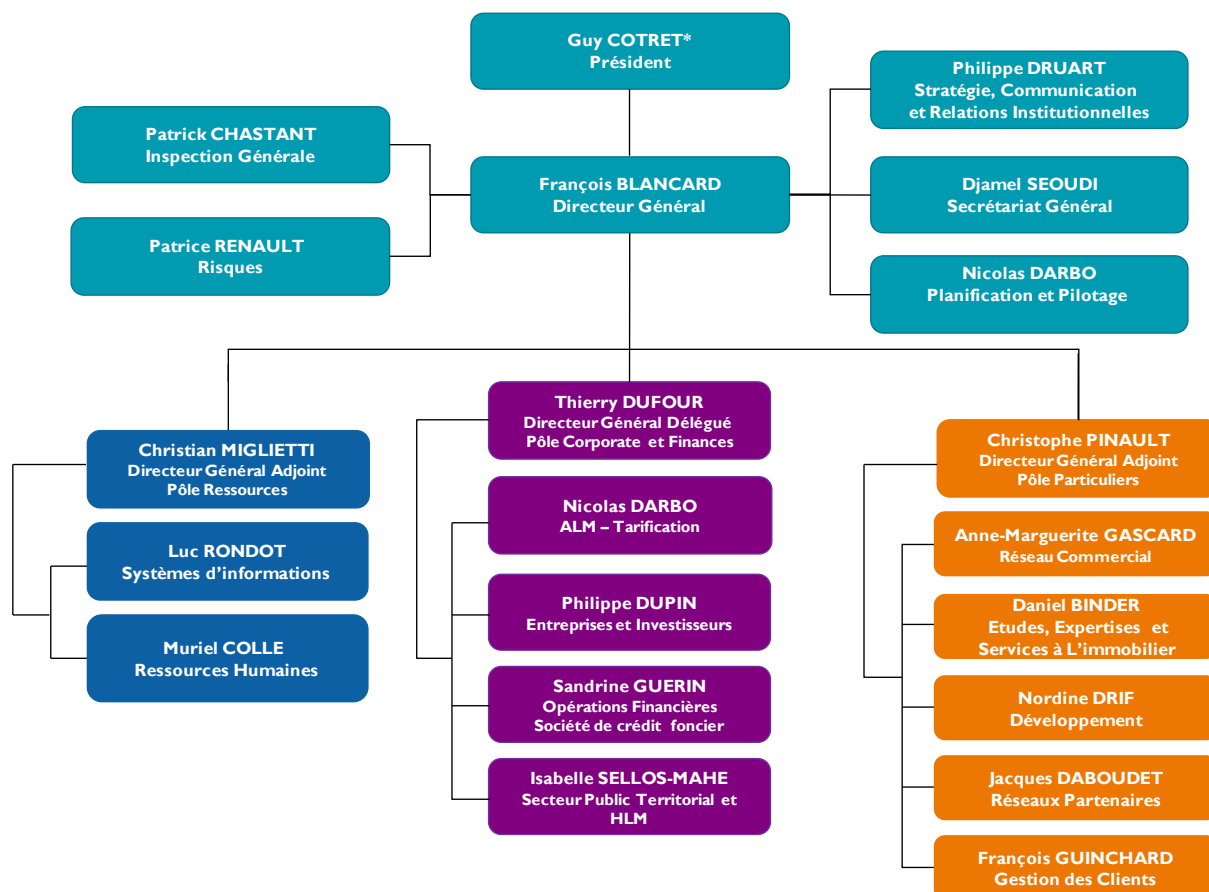 Guy COTRET*
Président
Philippe DRUART
Stratégie, Communication
et Relations Institutionnelles
Patrick CHASTANT
Inspection Générale
François BLANCARD
Directeur Général
Djamel SEOUDI
Secrétariat Général
Patrice RENAULT
Risques
Nicolas DARBO
Planification et Pilotage
Christian MIGLIETTI
Directeur Général Adjoint
Pôle Ressources
Luc RONDOT
Systèmes d’informations
Muriel COLLE
Ressources Humaines
Thierry DUFOUR
Directeur Général Délégué
Pôle Corporate et Finances
Nicolas DARBO
ALM – Tarification
Philippe DUPIN
Entreprises et Investisseurs
Sandrine GUERIN
Opérations Financières
Société de crédit foncier
Isabelle SELLOS-MAHE
Secteur Public Territorial et
HLM
Christophe PINAULT
Directeur Général Adjoint
Pôle Particuliers
Anne-Marguerite GASCARD
Réseau Commercial
Daniel BINDER
Etudes, Expertises et
Services à L’immobilier
Nordine DRIF
Développement
Jacques DABOUDET
Réseaux Partenaires
François GUINCHARD
Gestion des Clients